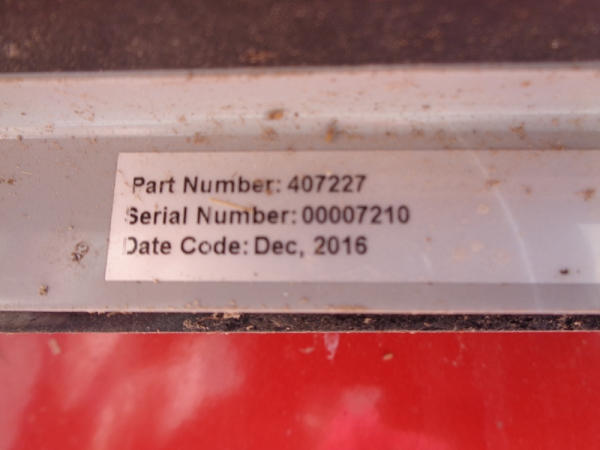 Part Number: 407227
Serial Number: 00007210
Date Code: Dec, 2016